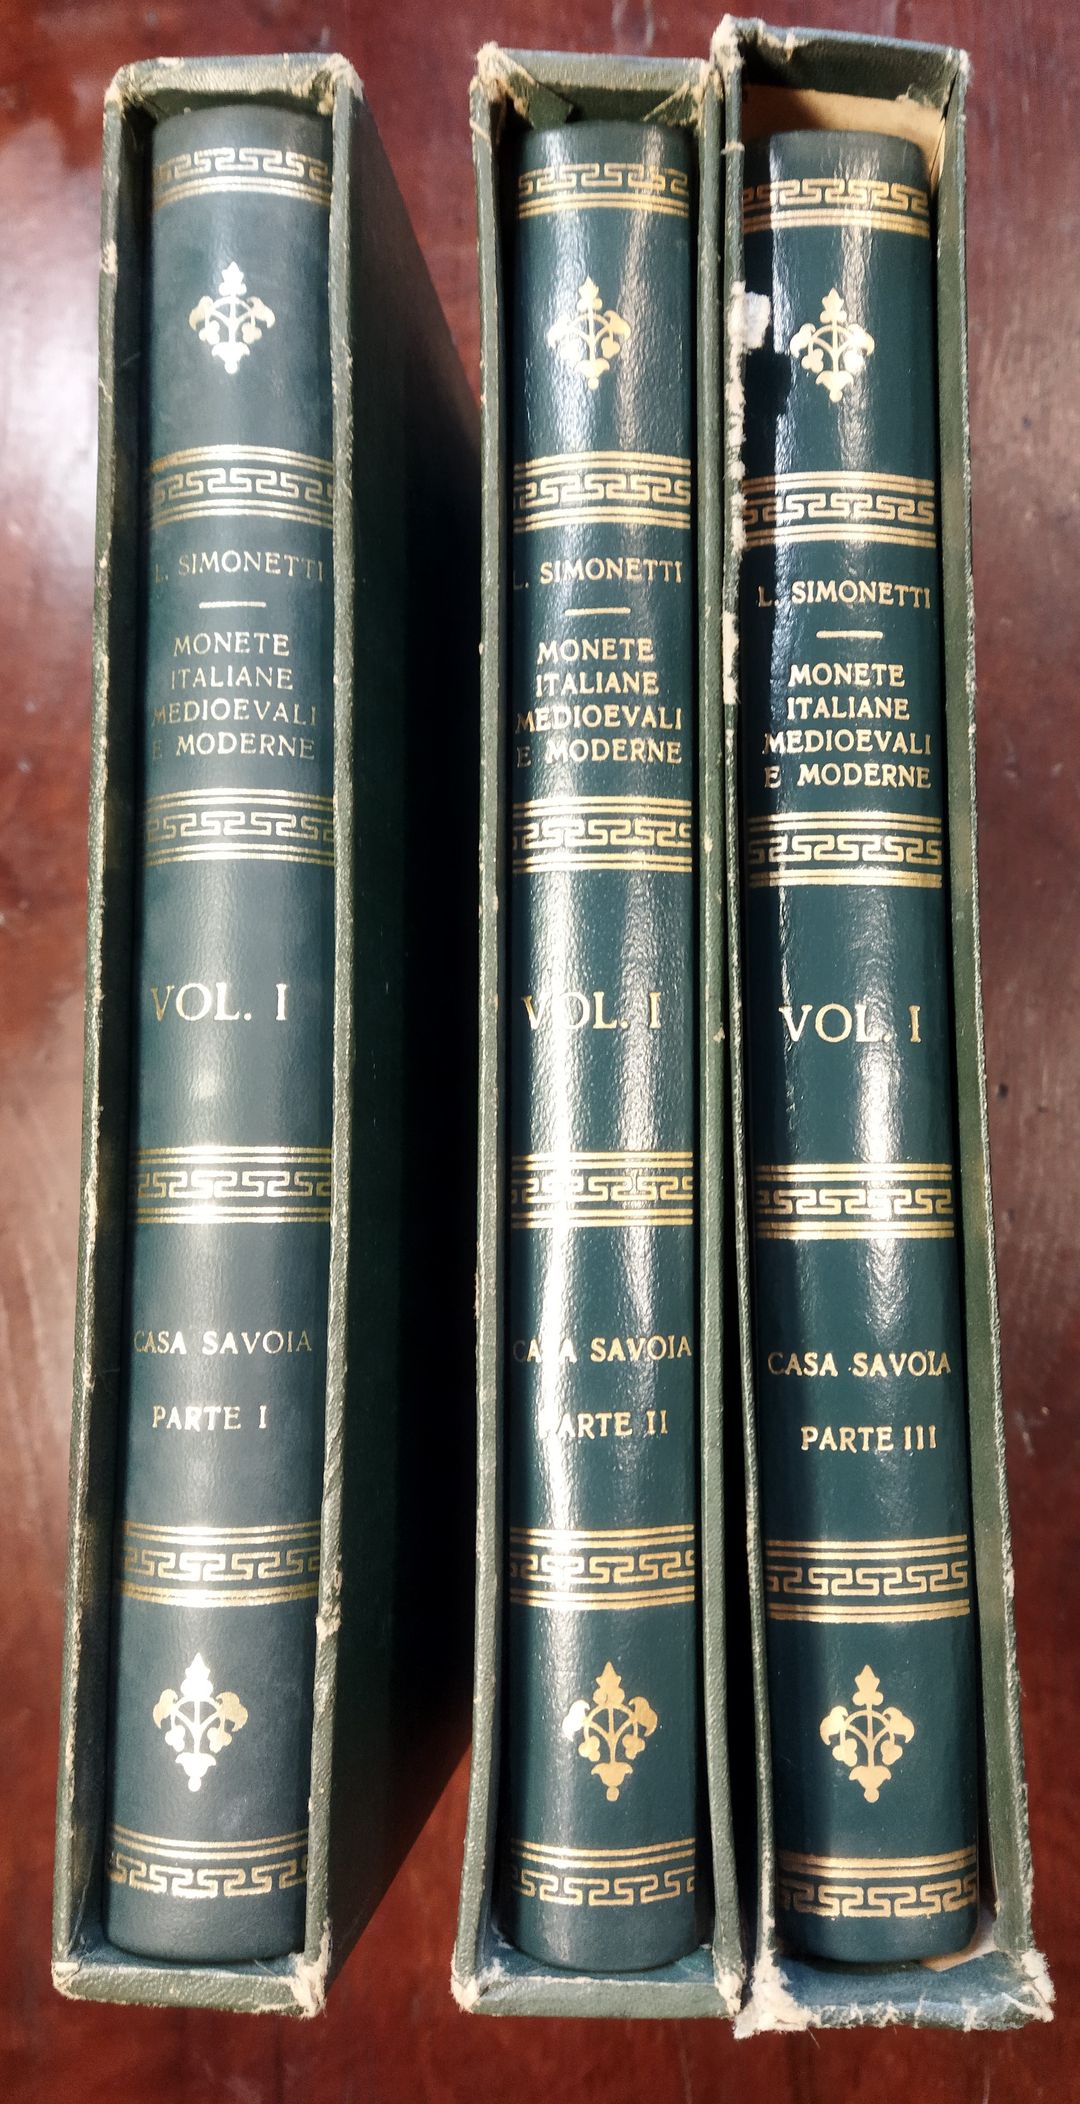 L. SIMONETTI
MONETE
ITALIANE
MEDIOEVALI
E MODERNE
VOL. I
CASA SAVOIA
PARTE I
L. SIMONETTI
MONETE
ITALIANE
MEDIOEVALI
E MODERNE
VOL. I
CASA SAVOIA
PARTE II
L. SIMONETTI
MONETE
ITALIANE
MEDIOEVALI
E MODERNE
VOL. I
CASA SAVOIA
PARTE III